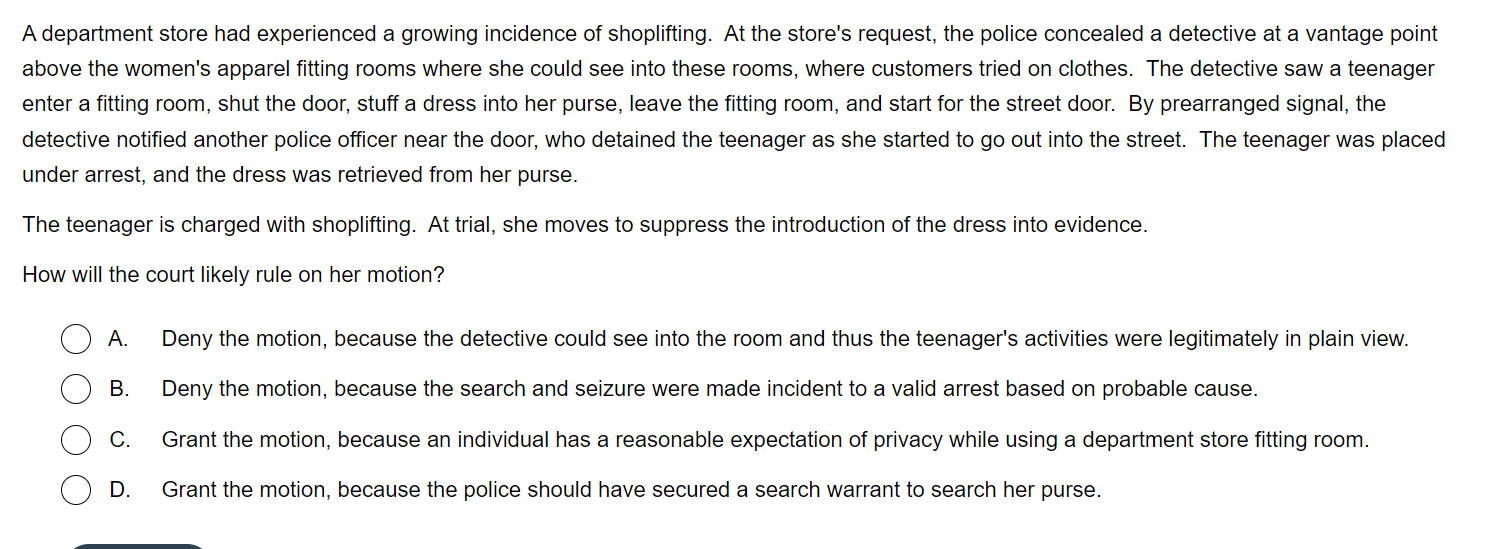 A department store had experienced a growing incidence of shoplifting.  At the store's request, the police concealed a detective at a vantage point
above the women's apparel fitting rooms where she could see into these rooms, where customers tried on clothes.  The detective saw a teenager
enter a fitting room, shut the door, stuff a dress into her purse, leave the fitting room, and start for the street door.  By prearranged signal, the
detective notified another police officer near the door, who detained the teenager as she started to go out into the street.  The teenager was placed
under arrest, and the dress was retrieved from her purse.
The teenager is charged with shoplifting.  At trial, she moves to suppress the introduction of the dress into evidence.
How will the court likely rule on her motion?
A. Deny the motion, because the detective could see into the room and thus the teenager's activities were legitimately in plain view.
B. Deny the motion, because the search and seizure were made incident to a valid arrest based on probable cause.
C. Grant the motion, because an individual has a reasonable expectation of privacy while using a department store fitting room.
D. Grant the motion, because the police should have secured a search warrant to search her purse.